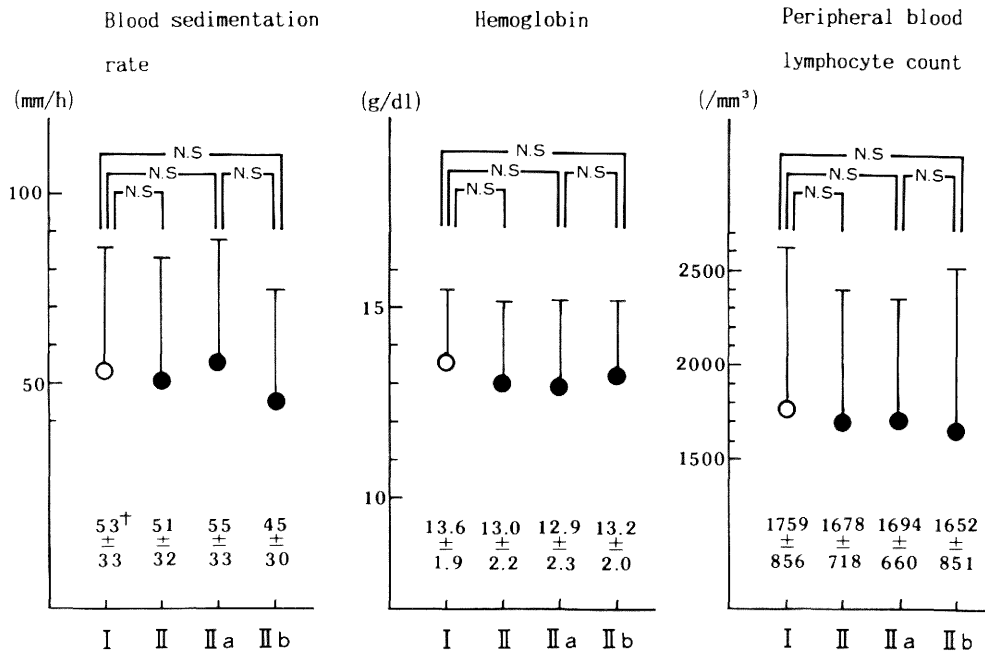 Blood sedimentation
rate
(mm/h)
N.S
N.S N.S
N.S
100
50
53† 51 55 45
± ± ± ±
33 32 33 30
I II IIa IIb
Hemoglobin
(g/dl)
N.S
N.S N.S
N.S
15
10
13.6 13.0 12.9 13.2
± ± ± ±
1.9 2.2 2.3 2.0
I II IIa IIb
Peripheral blood
lymphocyte count
(/mm³)
N.S
N.S N.S
N.S
2500
2000
1500
1759 1678 1694 1652
± ± ± ±
856 718 660 851
I II IIa IIb